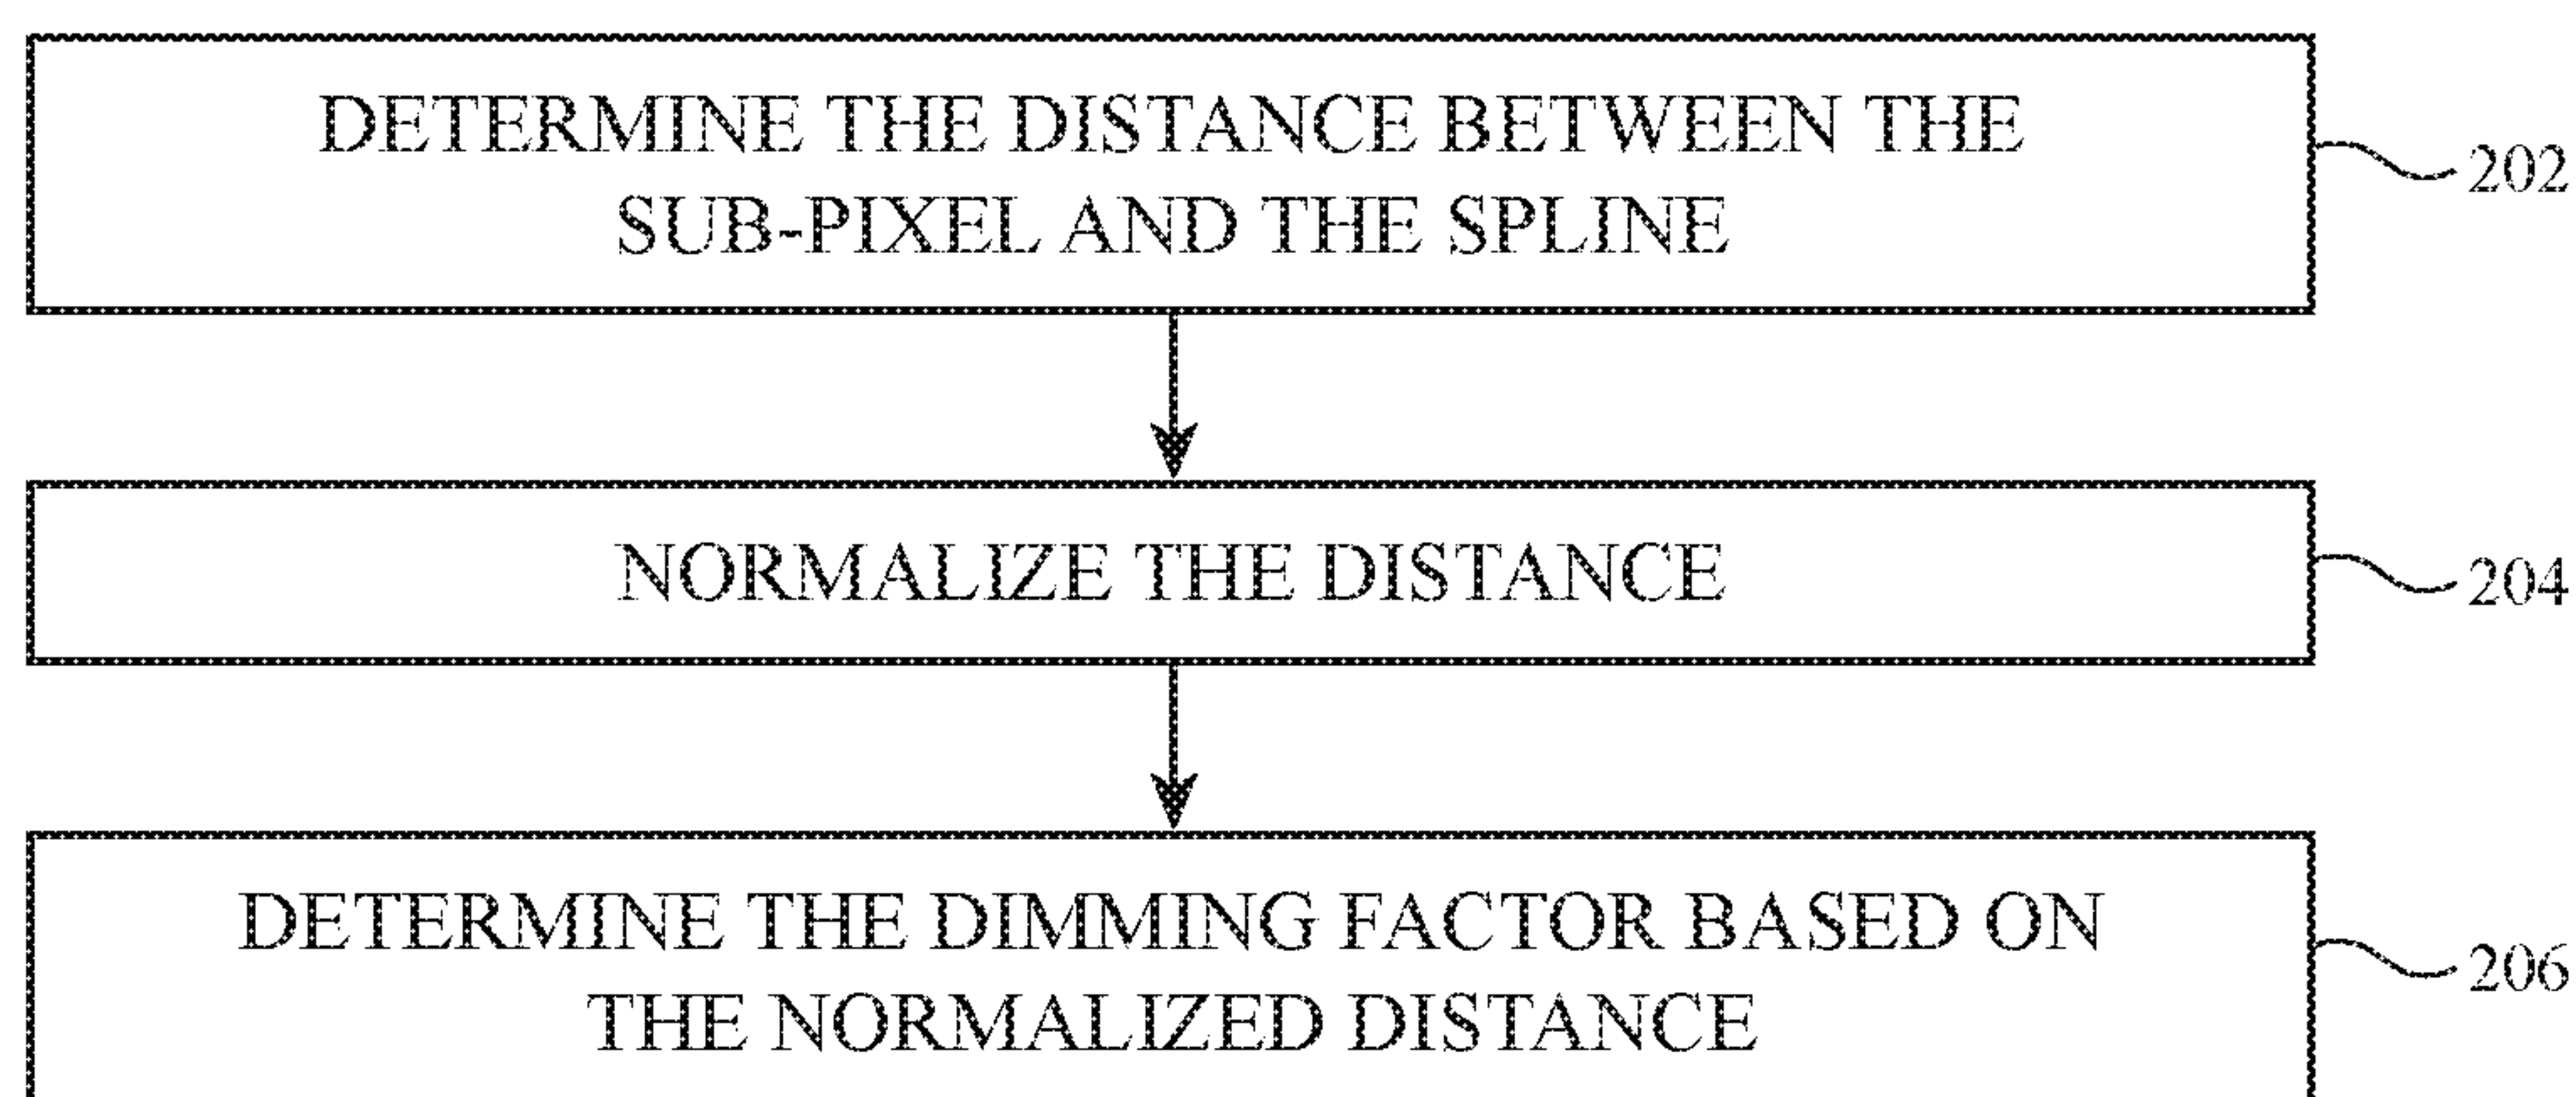 DETERMINE THE DISTANCE BETWEEN THE
SUB-PIXEL AND THE SPLINE
202
NORMALIZE THE DISTANCE
204
DETERMINE THE DIMMING FACTOR BASED ON
THE NORMALIZED DISTANCE
206